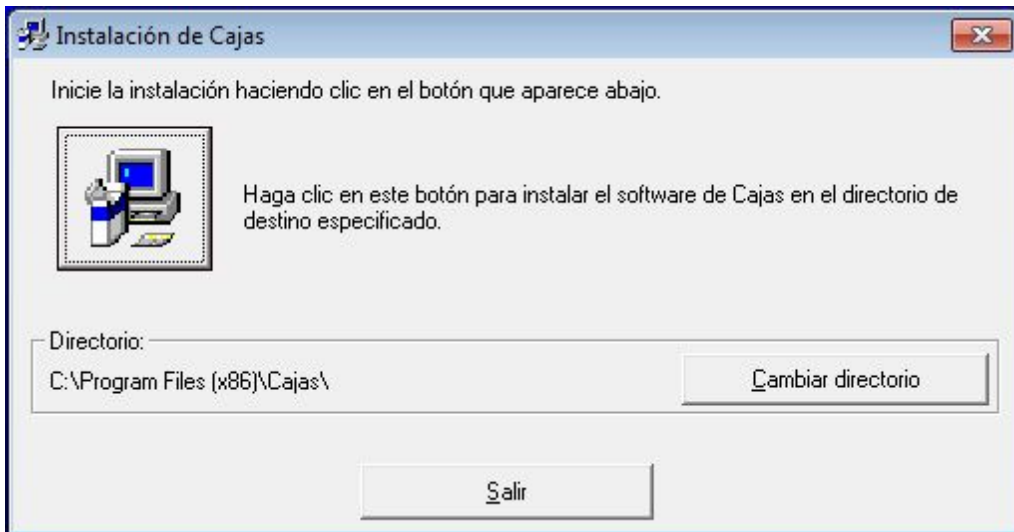 Instalación de Cajas
Inicie la instalación haciendo clic en el botón que aparece abajo.
Haga clic en este botón para instalar el software de Cajas en el directorio de
destino especificado.
Directorio:
C:\Program Files (x86)\Cajas\
Cambiar directorio
Salir